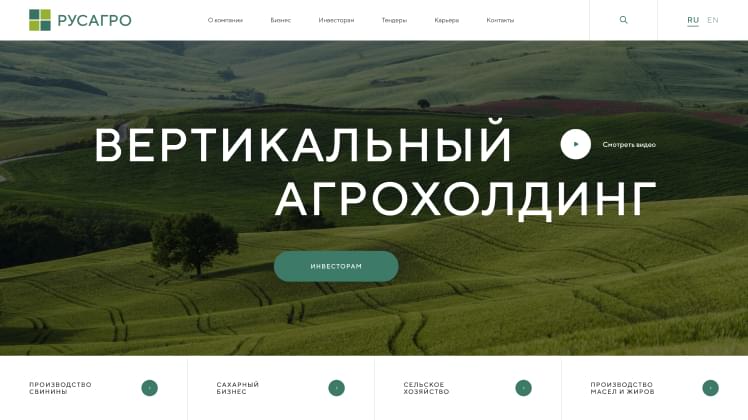 РУСАГРО
О компании
Бизнес
Инвесторам
Тендеры
Карьера
Контакты
RU EN
ВЕРТИКАЛЬНЫЙ
Смотреть видео
АГРОХОЛДИНГ
ИНВЕСТОРАМ
ПРОИЗВОДСТВО
СВИНИНЫ
САХАРНЫЙ
БИЗНЕС
СЕЛЬСКОЕ
ХОЗЯЙСТВО
ПРОИЗВОДСТВО
МАСЕЛ И ЖИРОВ